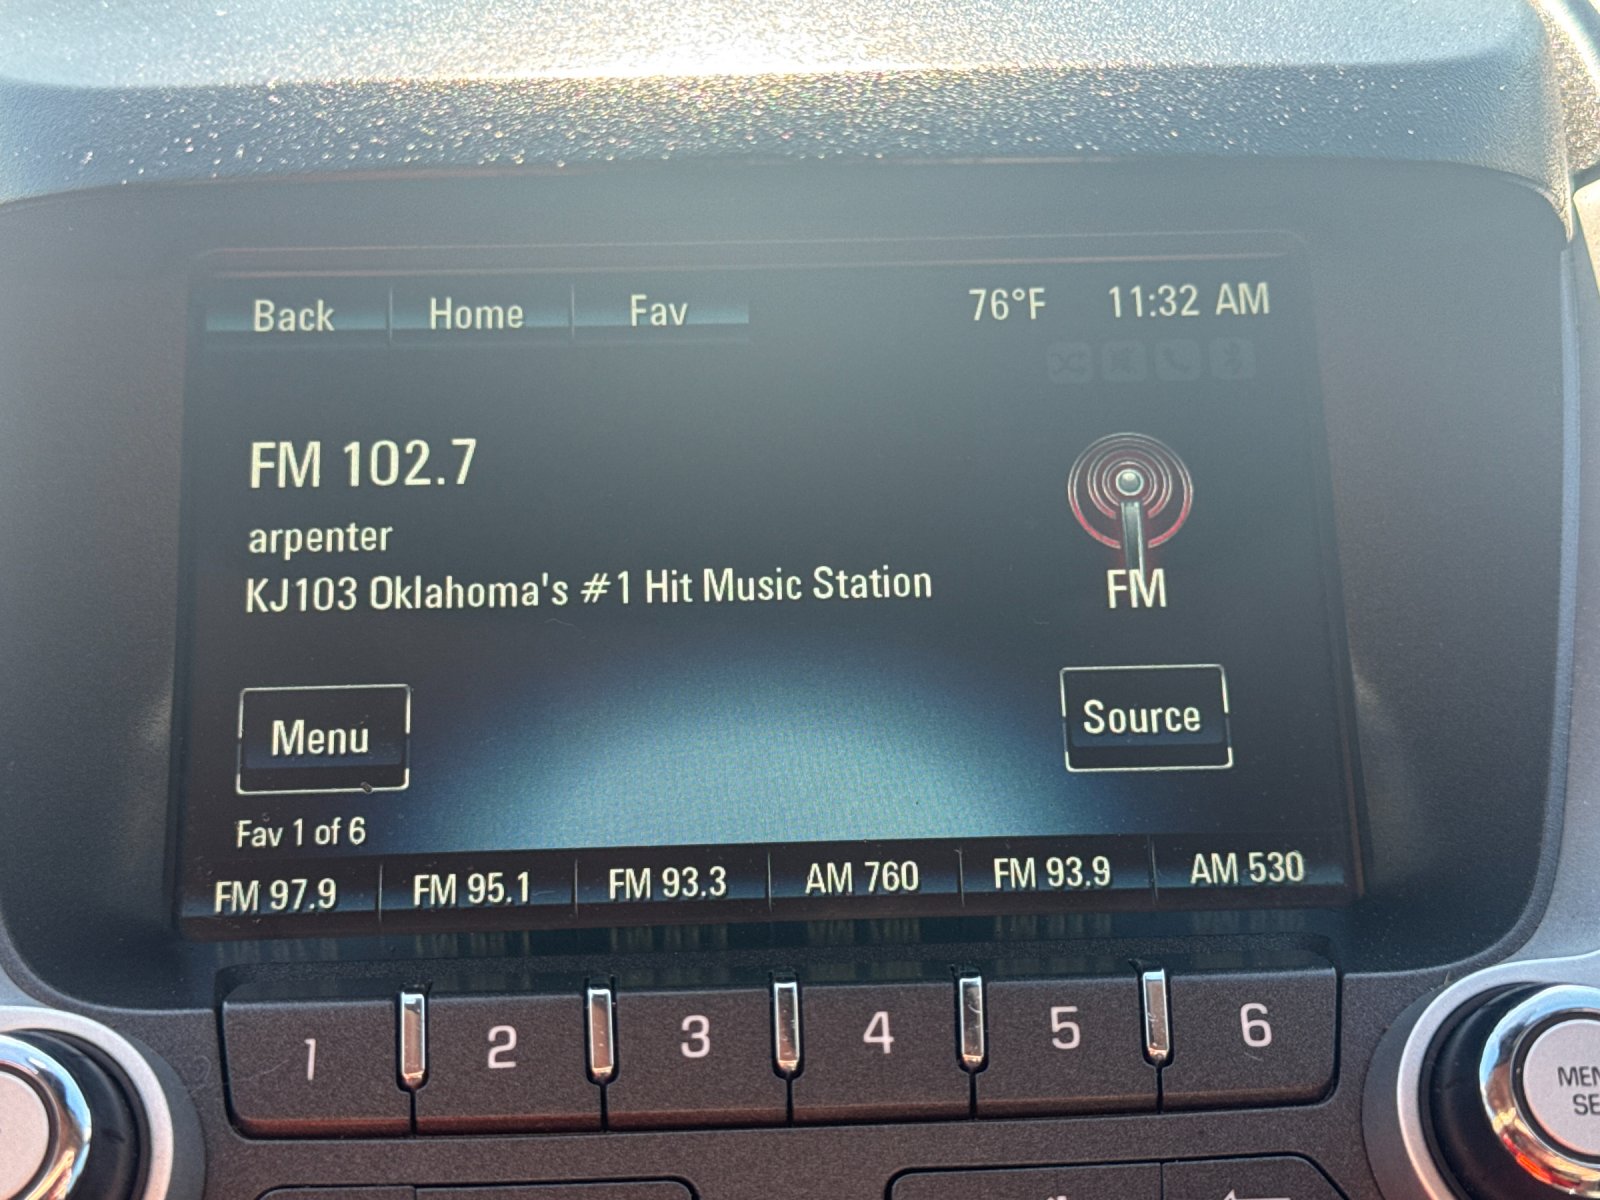 Back Home Fav 76°F 11:32 AM
FM 102.7
arpenter
KJ103 Oklahoma's #1 Hit Music Station
FM
Menu Source
Fav 1 of 6
FM 97.9 FM 95.1 FM 93.3 AM 760 FM 93.9 AM 530
1 2 3 4 5 6